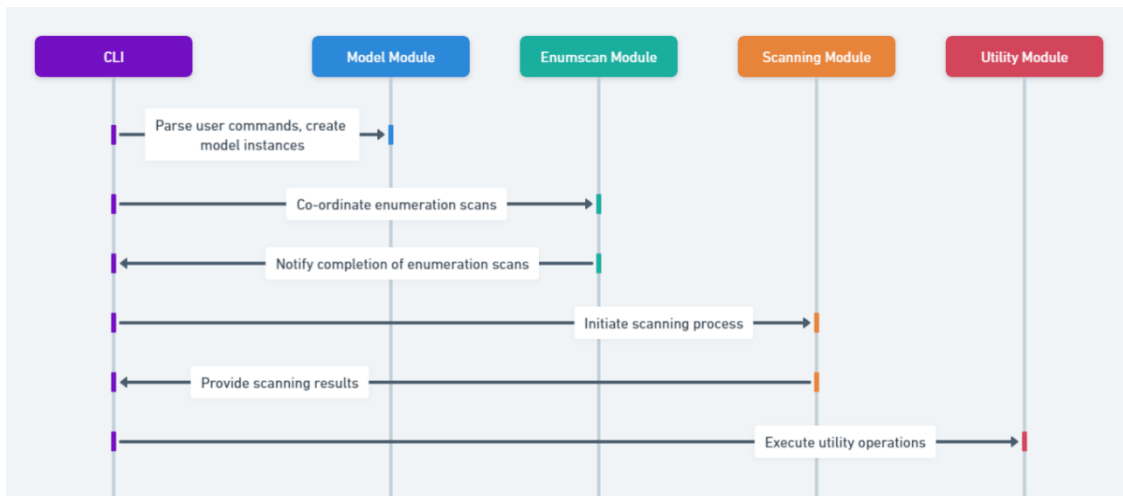 CLI
Model Module
Enumscan Module
Scanning Module
Utility Module
Parse user commands, create
model instances
Co-ordinate enumeration scans
Notify completion of enumeration scans
Initiate scanning process
Provide scanning results
Execute utility operations